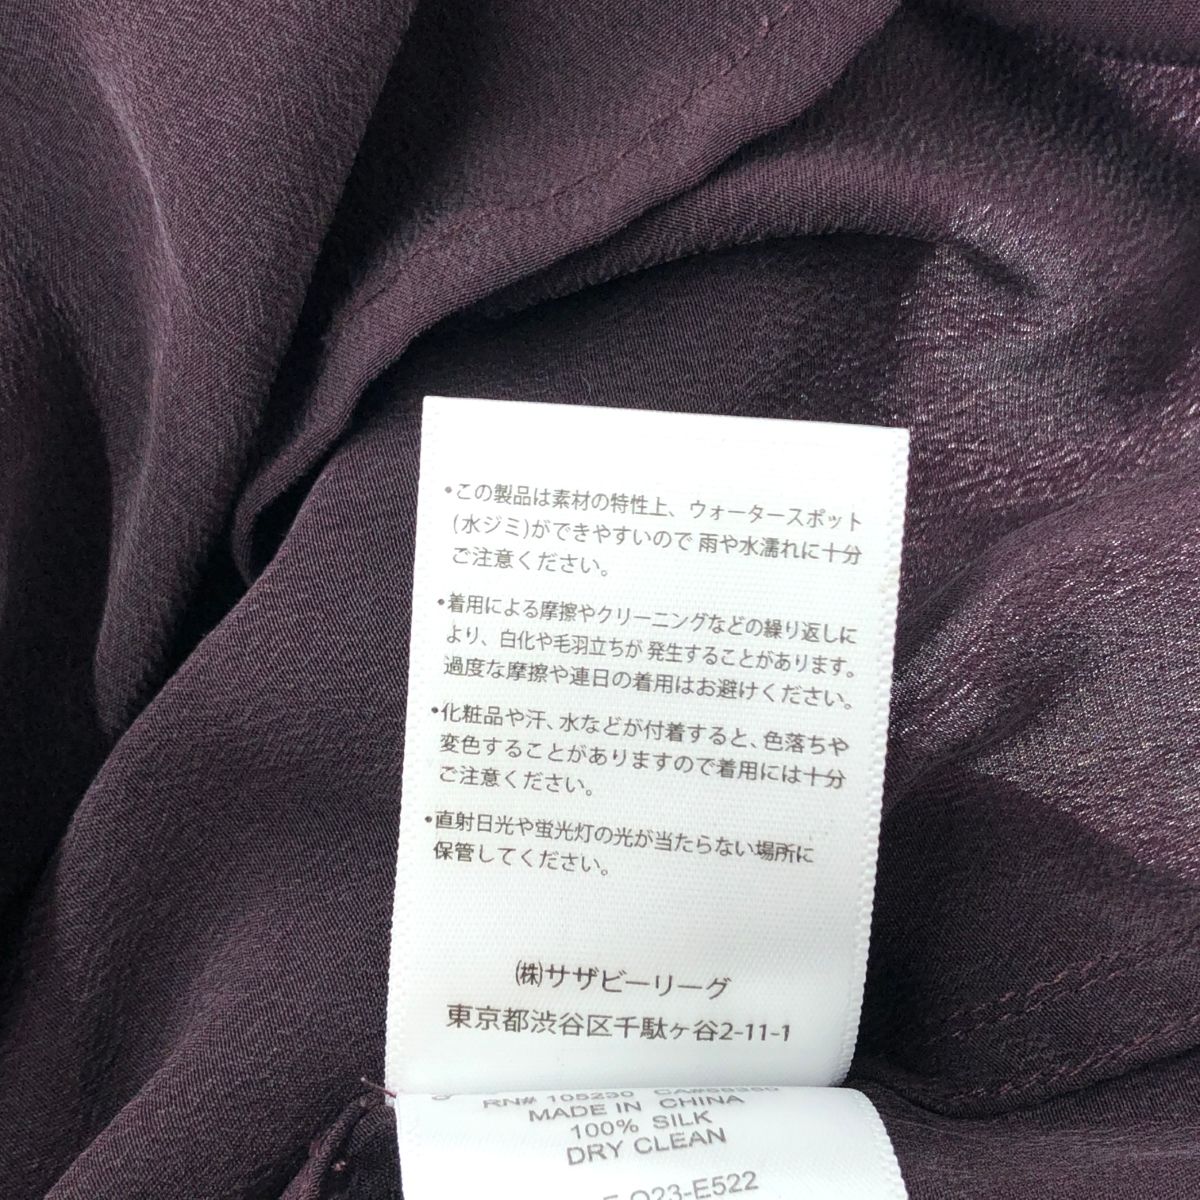 •この製品は素材の特性上、ウォータースポット
(水ジミ)ができやすいので 雨や水濡れに十分
ご注意ください。
•着用による摩擦やクリーニングなどの繰り返しに
より、白化や毛羽立ちが 発生することがあります。
過度な摩擦や連日の着用はお避けください。
•化粧品や汗、水などが付着すると、色落ちや
変色することがありますので着用には十分
ご注意ください。
•直射日光や蛍光灯の光が当たらない場所に
保管してください。
㈱サザビーリーグ
東京都渋谷区千駄ヶ谷2-11-1
RN# 105230 CA#58365
MADE IN CHINA
100% SILK
DRY CLEAN
Q23-E522